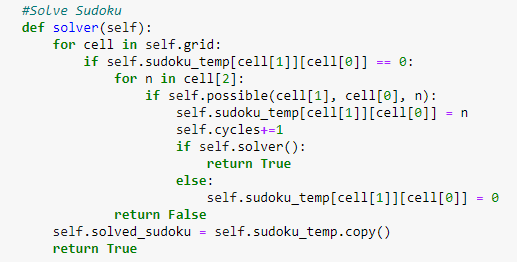 #Solve Sudoku
def solver(self):
    for cell in self.grid:
        if self.sudoku_temp[cell[1]][cell[0]] == 0:
            for n in cell[2]:
                if self.possible(cell[1], cell[0], n):
                    self.sudoku_temp[cell[1]][cell[0]] = n
                    self.cycles+=1
                    if self.solver():
                        return True
                    else:
                        self.sudoku_temp[cell[1]][cell[0]] = 0
            return False
    self.solved_sudoku = self.sudoku_temp.copy()
    return True